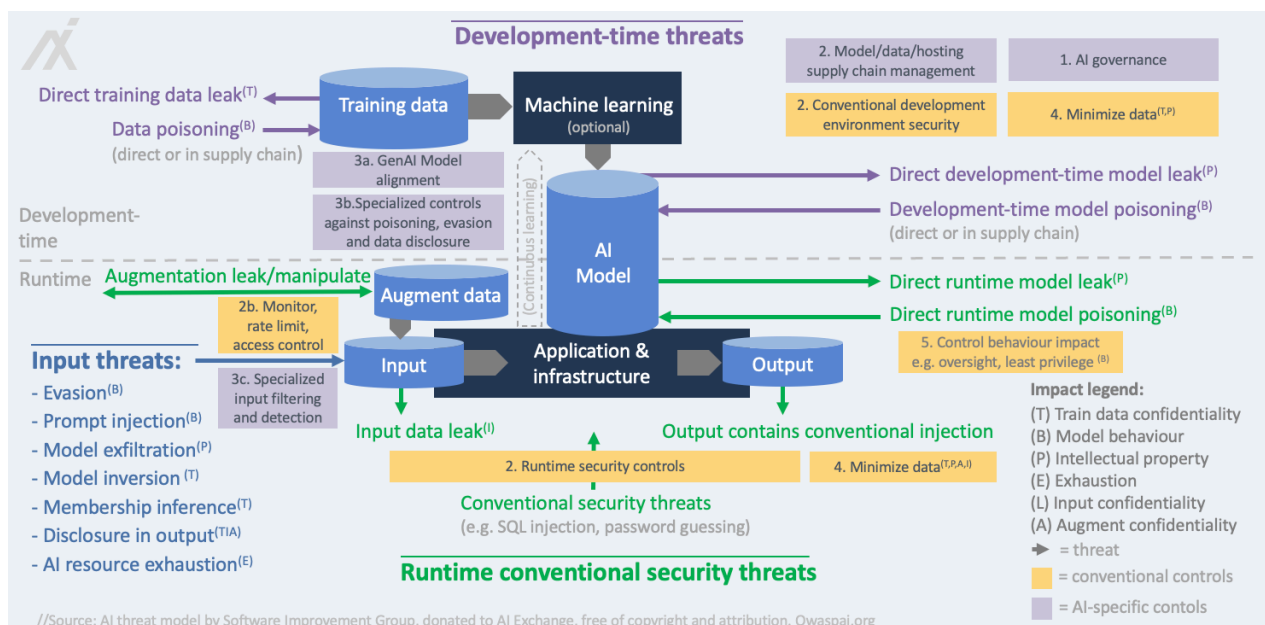 Development-time threats
2. Model/data/hosting
supply chain management
1. AI governance
2. Conventional development
environment security
4. Minimize data(T,P)
Direct training data leak(T)
Data poisoning(B)
(direct or in supply chain)
Training data
Machine learning
(optional)
3a. GenAI Model
alignment
3b.Specialized controls
against poisoning, evasion
and data disclosure
(Continuous learning)
AI
Model
Direct development-time model leak(P)
Development-time model poisoning(B)
(direct or in supply chain)
Development-
time
Runtime
Augmentation leak/manipulate
Augment data
Direct runtime model leak(P)
Direct runtime model poisoning(B)
2b. Monitor,
rate limit,
access control
5. Control behaviour impact
e.g. oversight, least privilege (B)
Input threats:
- Evasion(B)
- Prompt injection(B)
- Model exfiltration(P)
- Model inversion (T)
- Membership inference(T)
- Disclosure in output(TIA)
- AI resource exhaustion(E)
3c. Specialized
input filtering
and detection
Input
Application &
infrastructure
Output
Input data leak(I)
Output contains conventional injection
2. Runtime security controls
4. Minimize data(T,P,A,I)
Conventional security threats
(e.g. SQL injection, password guessing)
Runtime conventional security threats
Impact legend:
(T) Train data confidentiality
(B) Model behaviour
(P) Intellectual property
(E) Exhaustion
(L) Input confidentiality
(A) Augment confidentiality
= threat
= conventional controls
= AI-specific contols
//Source: AI threat model by Software Improvement Group, donated to AI Exchange, free of copyright and attribution, Owaspai.org